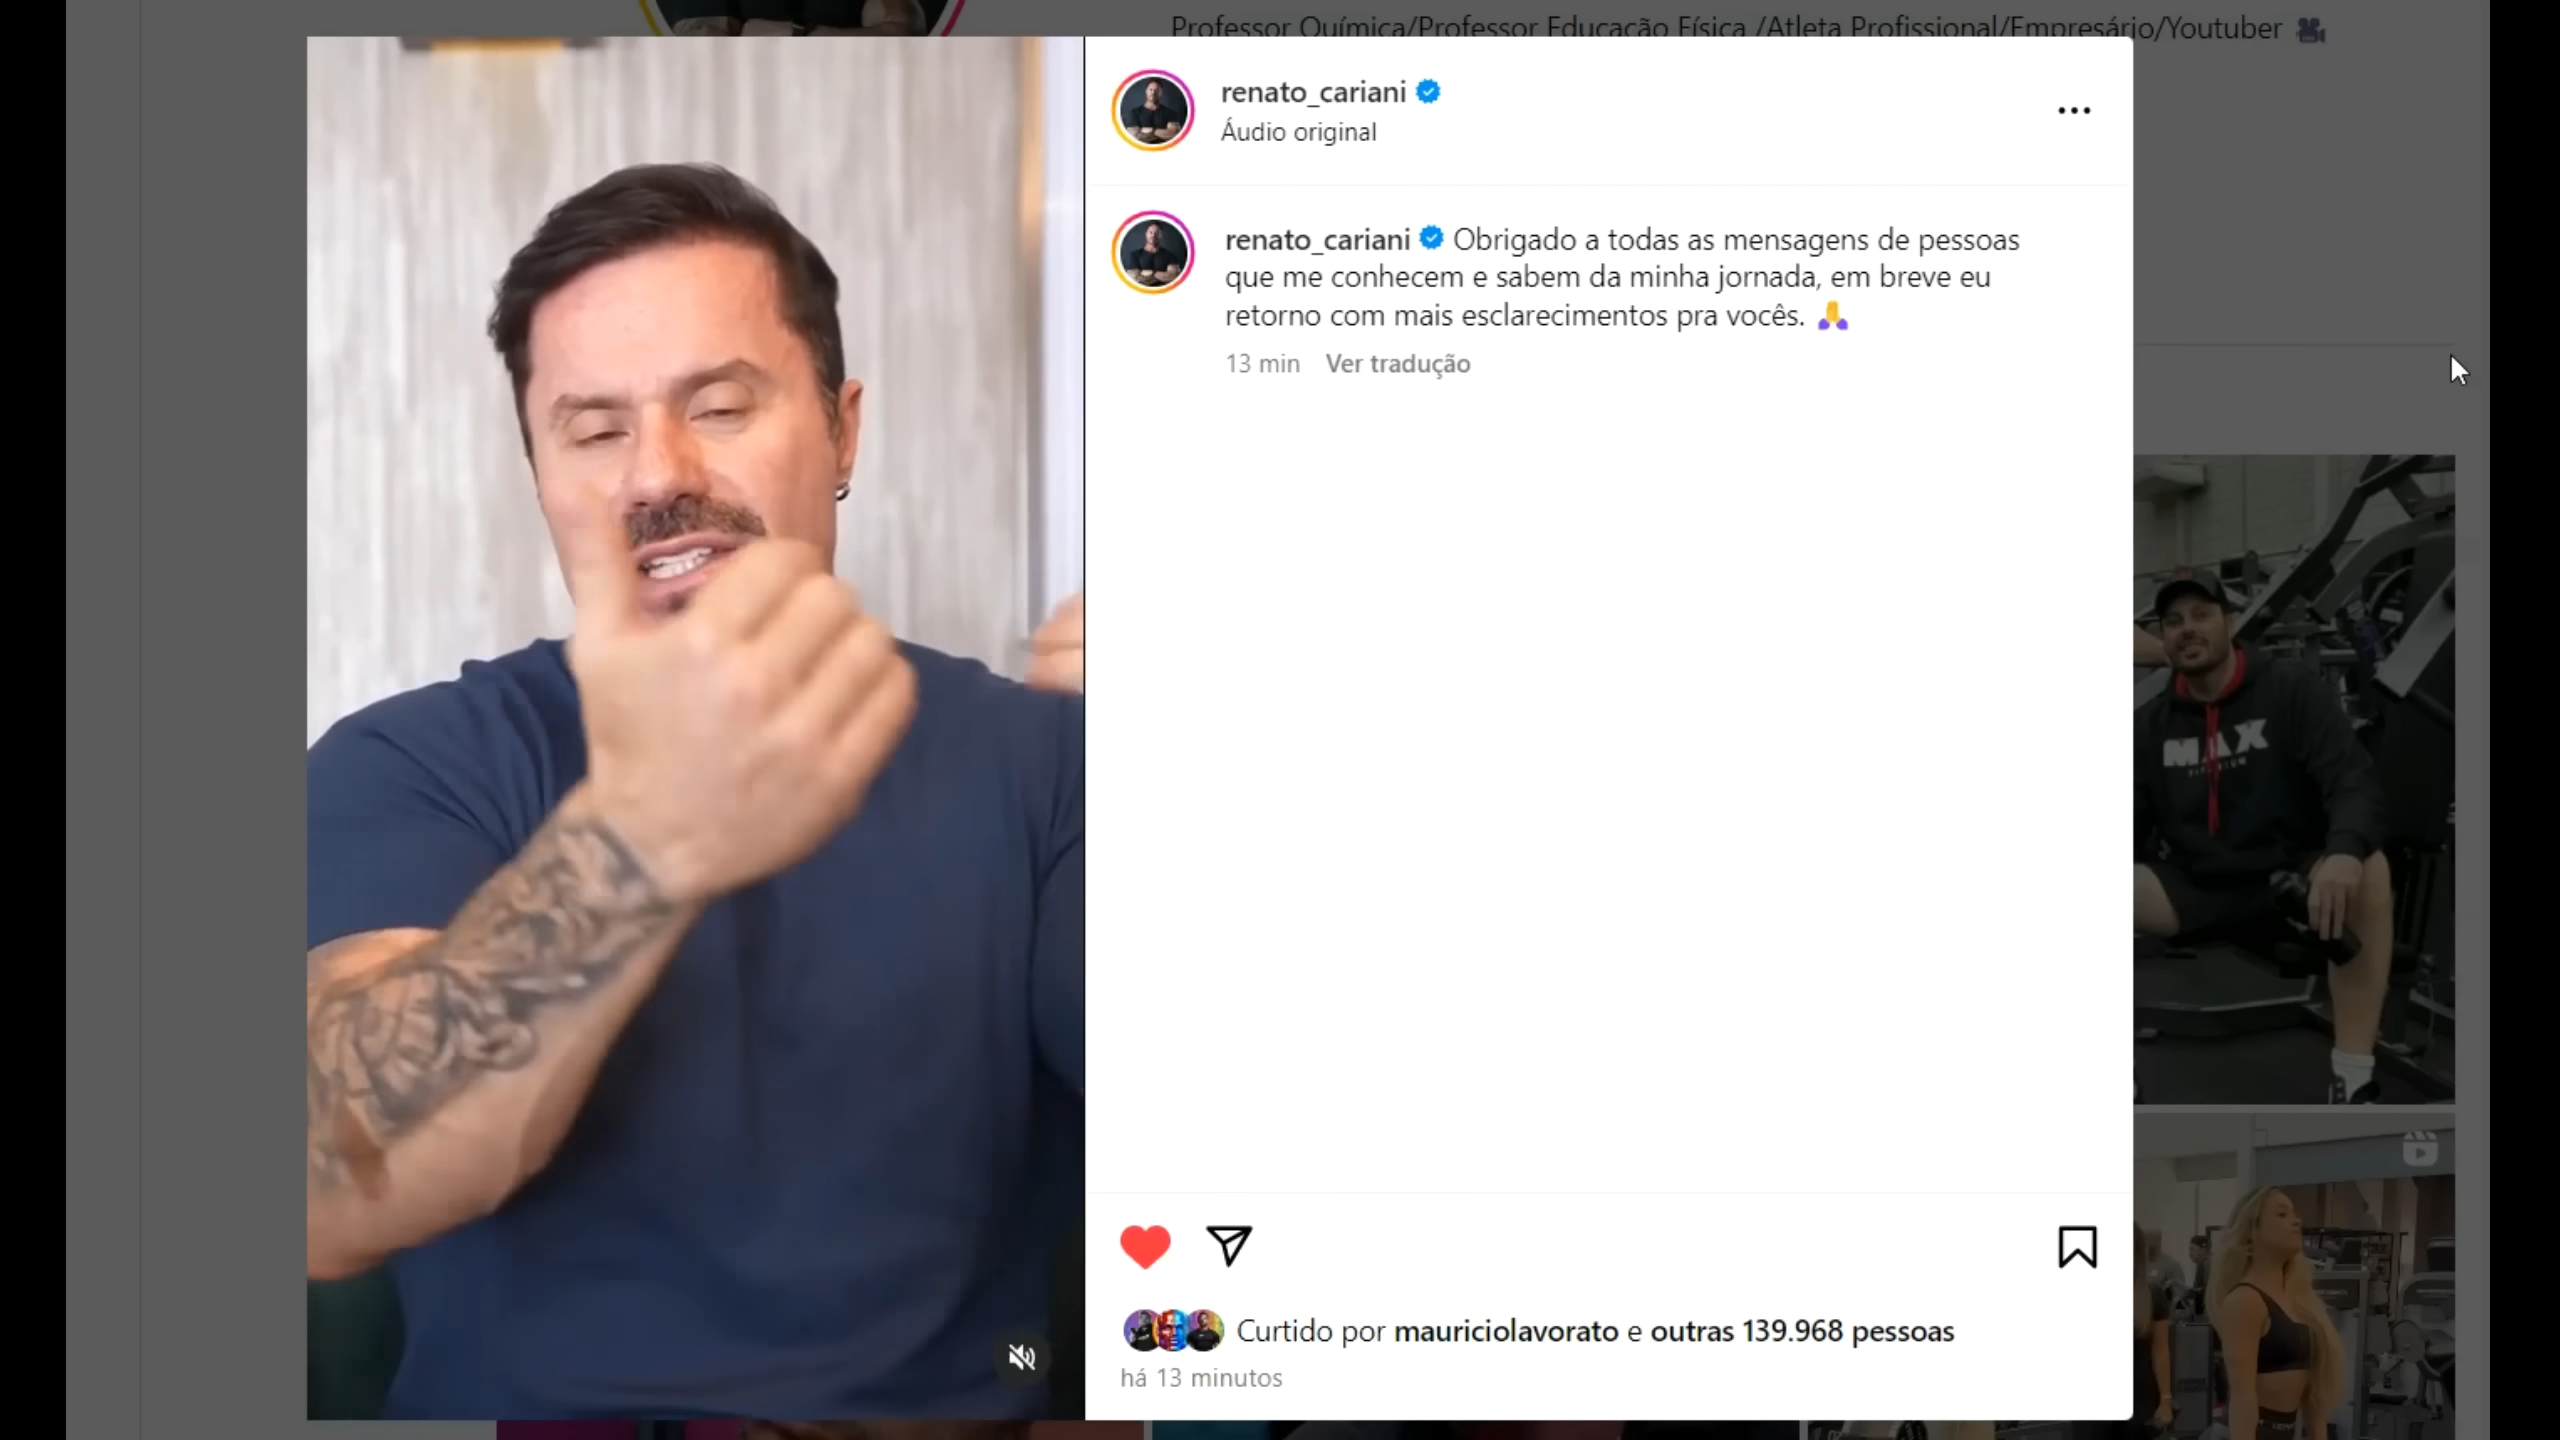 Professor Química/Professor Educação Física /Atleta Profissional/Empresário/Youtuber 🎥
renato_cariani
Áudio original
renato_cariani Obrigado a todas as mensagens de pessoas
que me conhecem e sabem da minha jornada, em breve eu
retorno com mais esclarecimentos pra vocês. 🙏
13 min Ver tradução
MAX
Curtido por mauriciolavorato e outras 139.968 pessoas
há 13 minutos